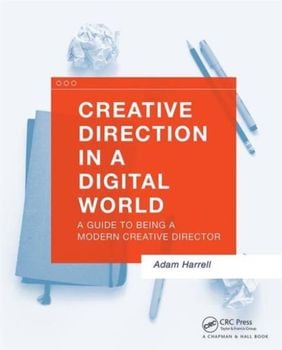 CREATIVE
DIRECTION
IN A
DIGITAL
WORLD
A GUIDE TO BEING A
MODERN CREATIVE DIRECTOR
Adam Harrell
CRC
CRC Press
Taylor & Francis Group
A CHAPMAN & HALL BOOK